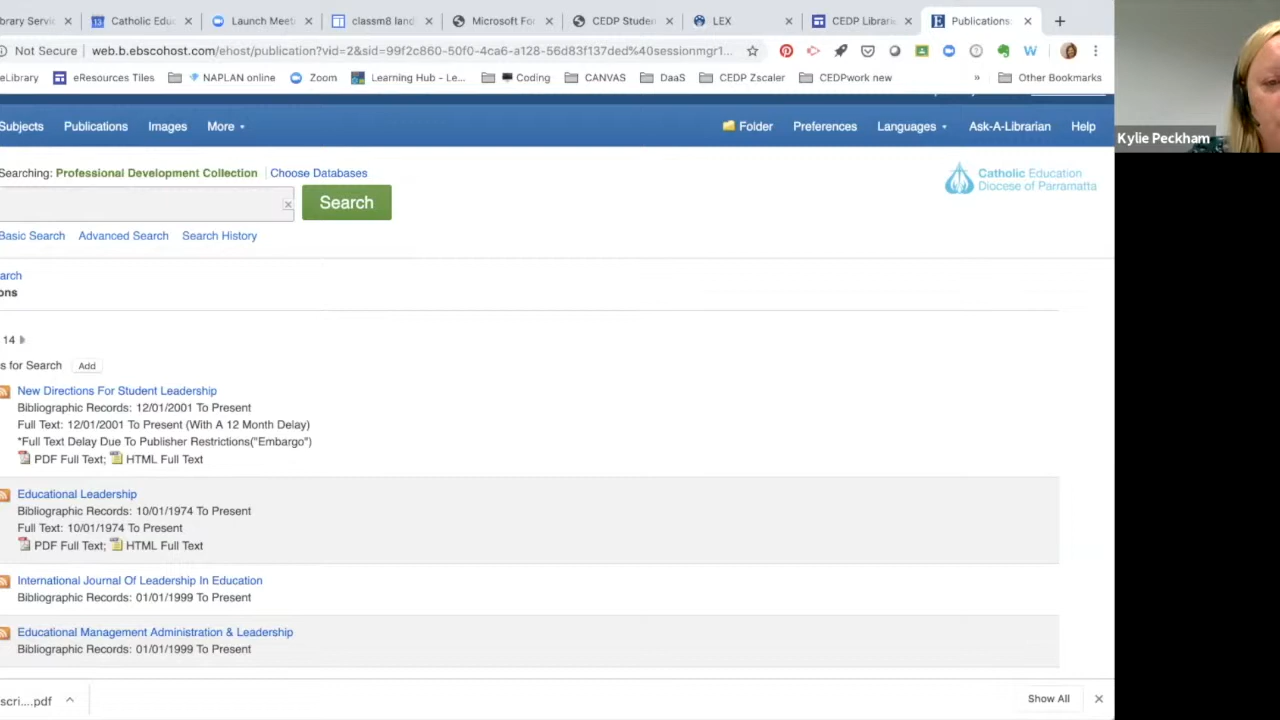 brary Servic
13
Catholic Educ
Launch Meeti
classm8 land
Microsoft For
CEDP Studen
LEX
CEDP Librarie
E
Publications:
Not Secure
web.b.ebscohost.com/ehost/publication?vid=2&sid=99f2c860-50f0-4ca6-a128-56d83f137ded%40sessionmgr1...
eLibrary
eResources Tiles
NAPLAN online
Zoom
Learning Hub - Le...
Coding
CANVAS
DaaS
CEDP Zscaler
CEDPwork new
»
Other Bookmarks
Subjects
Publications
Images
More
Folder
Preferences
Languages
Ask-A-Librarian
Help
Kylie Peckham
Searching: Professional Development Collection
Choose Databases
Catholic Education
Diocese of Parramatta
Search
Basic Search
Advanced Search
Search History
arch
ons
14
s for Search
Add
New Directions For Student Leadership
Bibliographic Records: 12/01/2001 To Present
Full Text: 12/01/2001 To Present (With A 12 Month Delay)
*Full Text Delay Due To Publisher Restrictions("Embargo")
PDF Full Text; HTML Full Text
Educational Leadership
Bibliographic Records: 10/01/1974 To Present
Full Text: 10/01/1974 To Present
PDF Full Text; HTML Full Text
International Journal Of Leadership In Education
Bibliographic Records: 01/01/1999 To Present
Educational Management Administration & Leadership
Bibliographic Records: 01/01/1999 To Present
scri....pdf
Show All